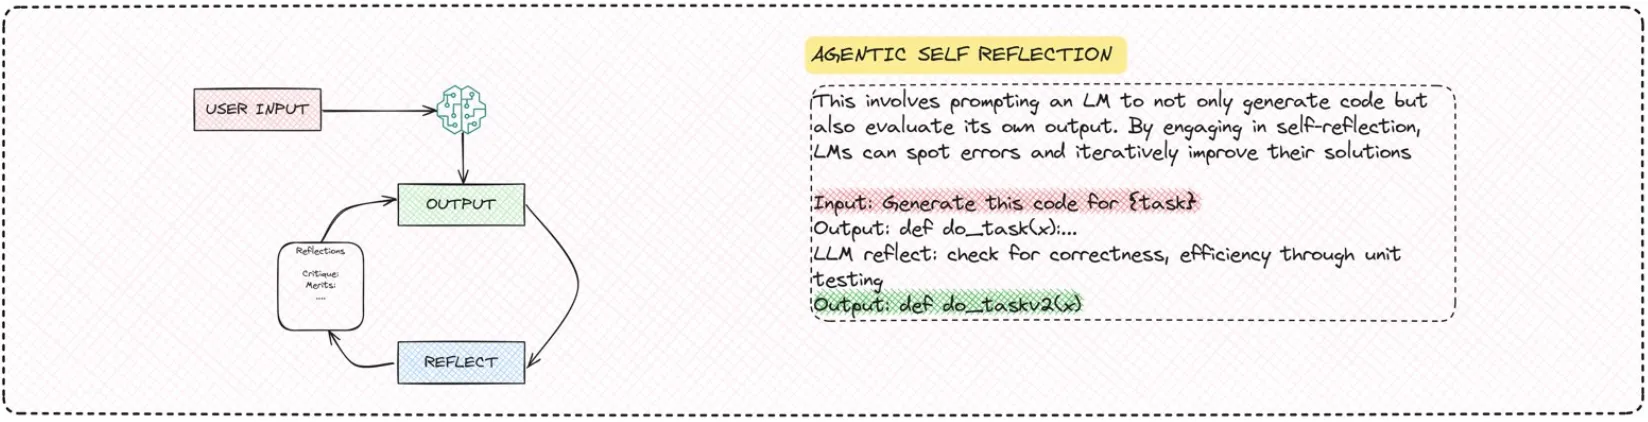 USER INPUT
OUTPUT
Reflections
Critique:
Merits:
....
REFLECT
AGENTIC SELF REFLECTION
This involves prompting an LM to not only generate code but
also evaluate its own output. By engaging in self-reflection,
LMs can spot errors and iteratively improve their solutions
Input: Generate this code for {task}
Output: def do_task(x):...
LLM reflect: check for correctness, efficiency through unit
testing
Output: def do_taskv2(x)